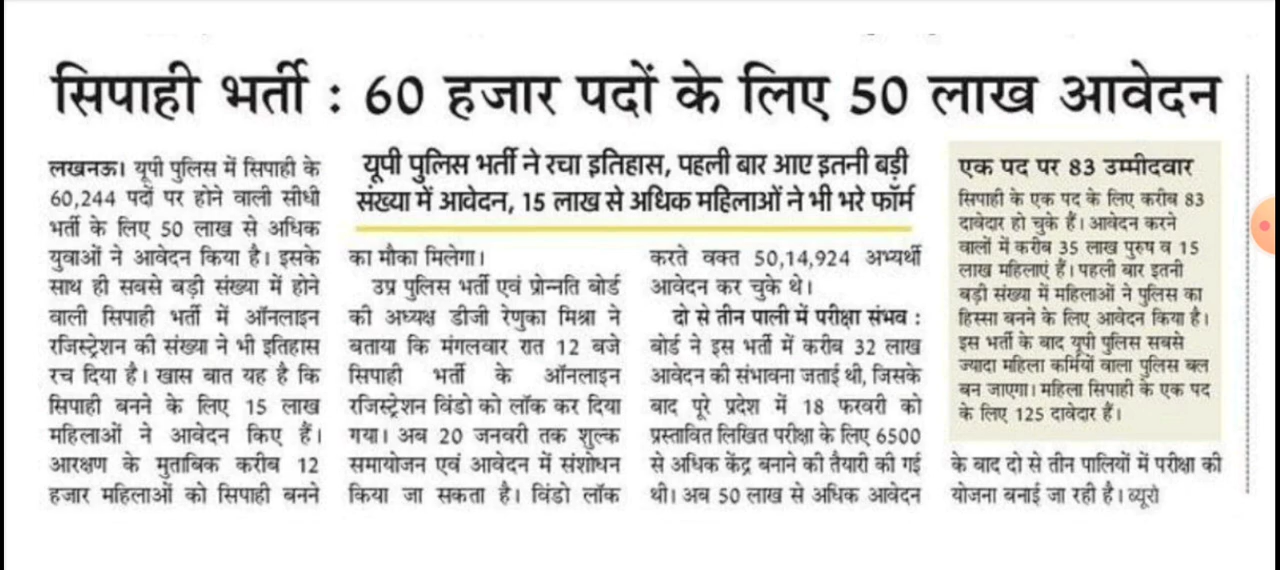 सिपाही भर्ती : 60 हजार पदों के लिए 50 लाख आवेदन
यूपी पुलिस भर्ती ने रचा इतिहास, पहली बार आए इतनी बड़ी
संख्या में आवेदन, 15 लाख से अधिक महिलाओं ने भी भरे फॉर्म
लखनऊ। यूपी पुलिस में सिपाही के
60,244 पदों पर होने वाली सीधी
भर्ती के लिए 50 लाख से अधिक
युवाओं ने आवेदन किया है। इसके
साथ ही सबसे बड़ी संख्या में होने
वाली सिपाही भर्ती में ऑनलाइन
रजिस्ट्रेशन की संख्या ने भी इतिहास
रच दिया है। खास बात यह है कि
सिपाही बनने के लिए 15 लाख
महिलाओं ने आवेदन किए हैं।
आरक्षण के मुताबिक करीब 12
हजार महिलाओं को सिपाही बनने
का मौका मिलेगा।
उप्र पुलिस भर्ती एवं प्रोन्नति बोर्ड
की अध्यक्ष डीजी रेणुका मिश्रा ने
बताया कि मंगलवार रात 12 बजे
सिपाही भर्ती के ऑनलाइन
रजिस्ट्रेशन विंडो को लॉक कर दिया
गया। अब 20 जनवरी तक शुल्क
समायोजन एवं आवेदन में संशोधन
किया जा सकता है। विंडो लॉक
करते वक्त 50,14,924 अभ्यर्थी
आवेदन कर चुके थे।
दो से तीन पाली में परीक्षा संभव :
बोर्ड ने इस भर्ती में करीब 32 लाख
आवेदन की संभावना जताई थी, जिसके
बाद पूरे प्रदेश में 18 फरवरी को
प्रस्तावित लिखित परीक्षा के लिए 6500
से अधिक केंद्र बनाने की तैयारी की गई
थी। अब 50 लाख से अधिक आवेदन
के बाद दो से तीन पालियों में परीक्षा की
योजना बनाई जा रही है। ब्यूरो
एक पद पर 83 उम्मीदवार
सिपाही के एक पद के लिए करीब 83
दावेदार हो चुके हैं। आवेदन करने
वालों में करीब 35 लाख पुरुष व 15
लाख महिलाएं हैं। पहली बार इतनी
बड़ी संख्या में महिलाओं ने पुलिस का
हिस्सा बनने के लिए आवेदन किया है।
इस भर्ती के बाद यूपी पुलिस सबसे
ज्यादा महिला कर्मियों वाला पुलिस बल
बन जाएगा। महिला सिपाही के एक पद
के लिए 125 दावेदार हैं।